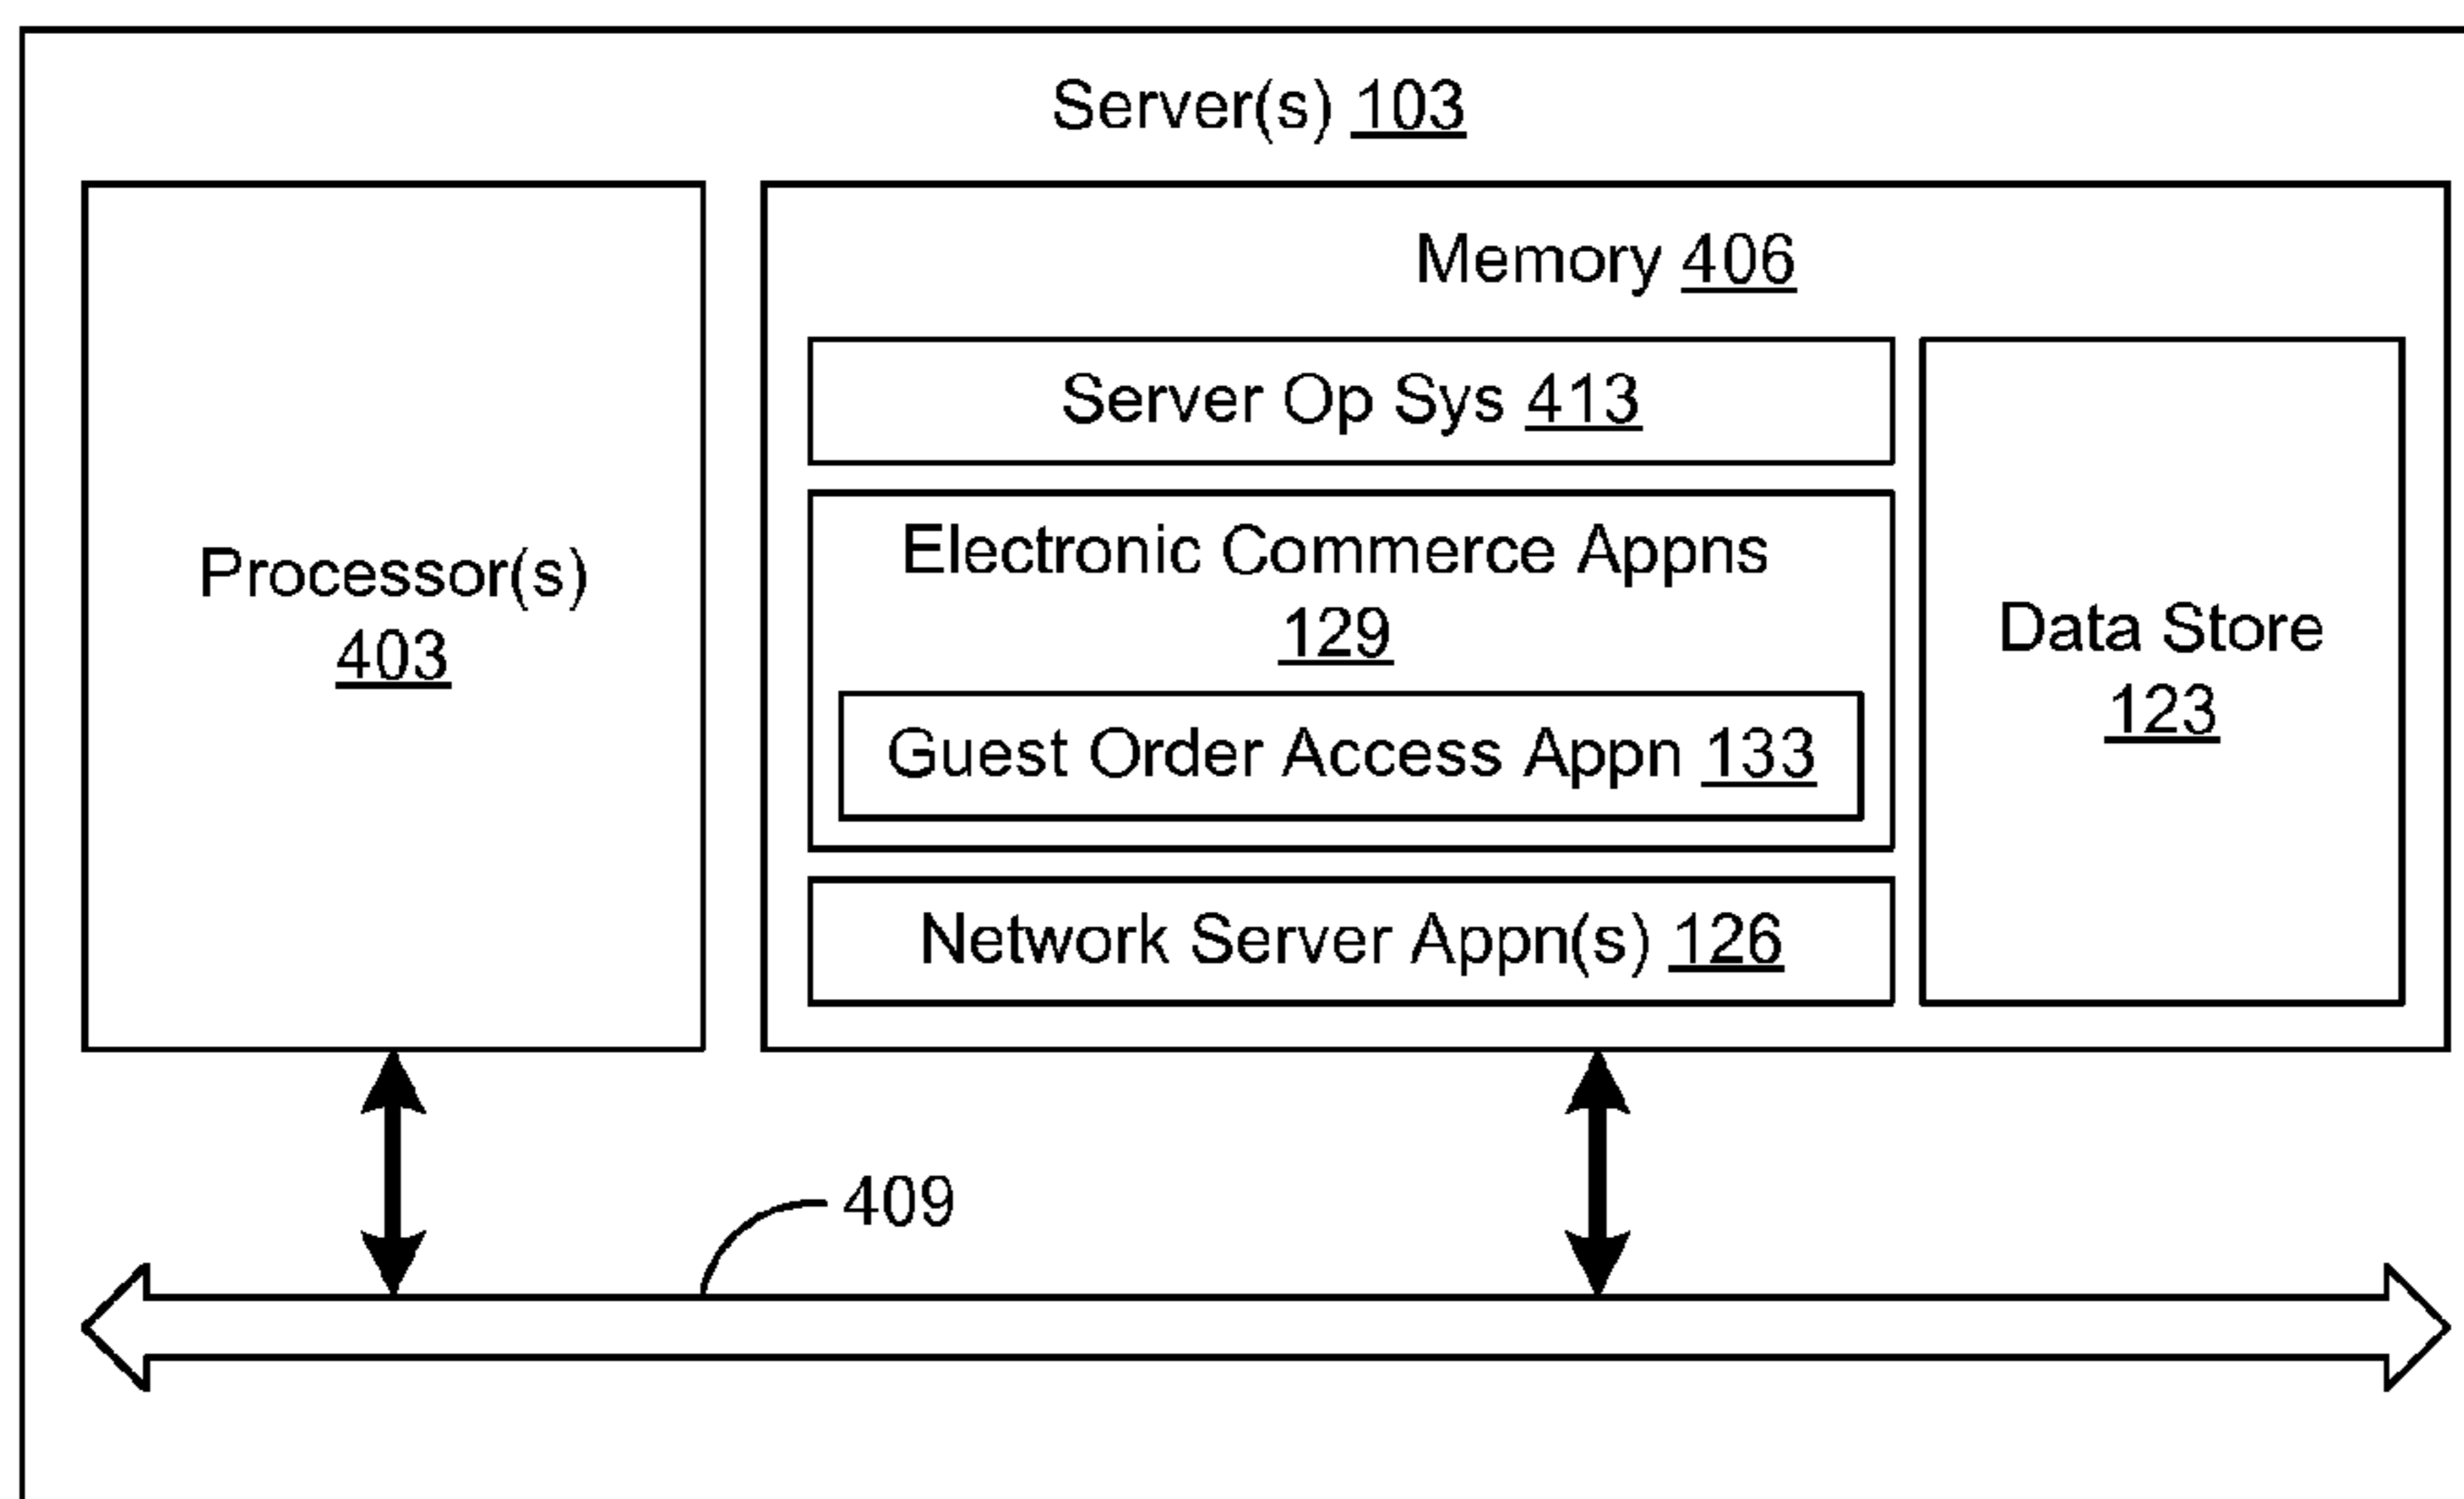 Server(s) 103
Processor(s)
403
Memory 406
Server Op Sys 413
Electronic Commerce Appns
129
Guest Order Access Appn 133
Network Server Appn(s) 126
Data Store
123
409